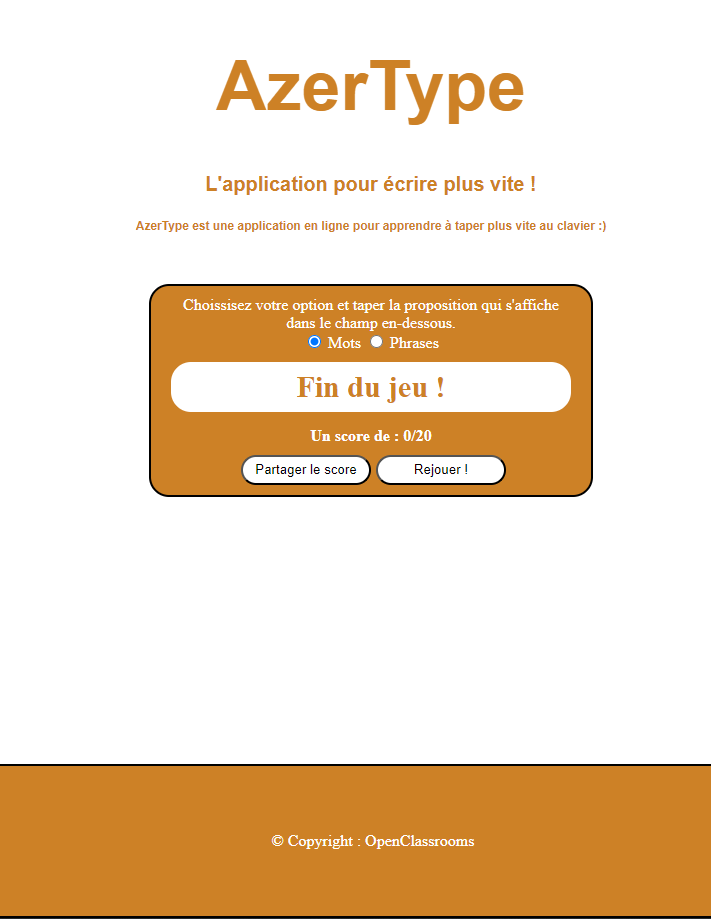 AzerType
L'application pour écrire plus vite !
AzerType est une application en ligne pour apprendre à taper plus vite au clavier :)
Choissisez votre option et taper la proposition qui s'affiche
dans le champ en-dessous.
Mots Phrases
Fin du jeu !
Un score de : 0/20
Partager le score Rejouer !
© Copyright : OpenClassrooms